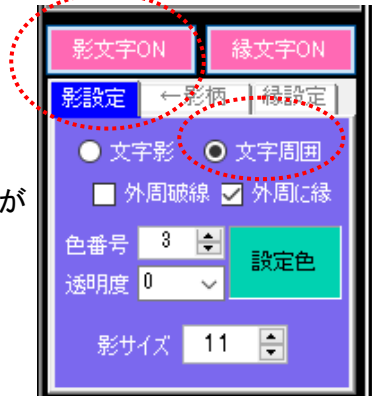 影文字ON 縁文字ON
影設定 ←影柄 縁設定
文字影 文字周囲
外周破線 外周に縁
が
色番号 3 設定色
透明度 0
影サイズ 11